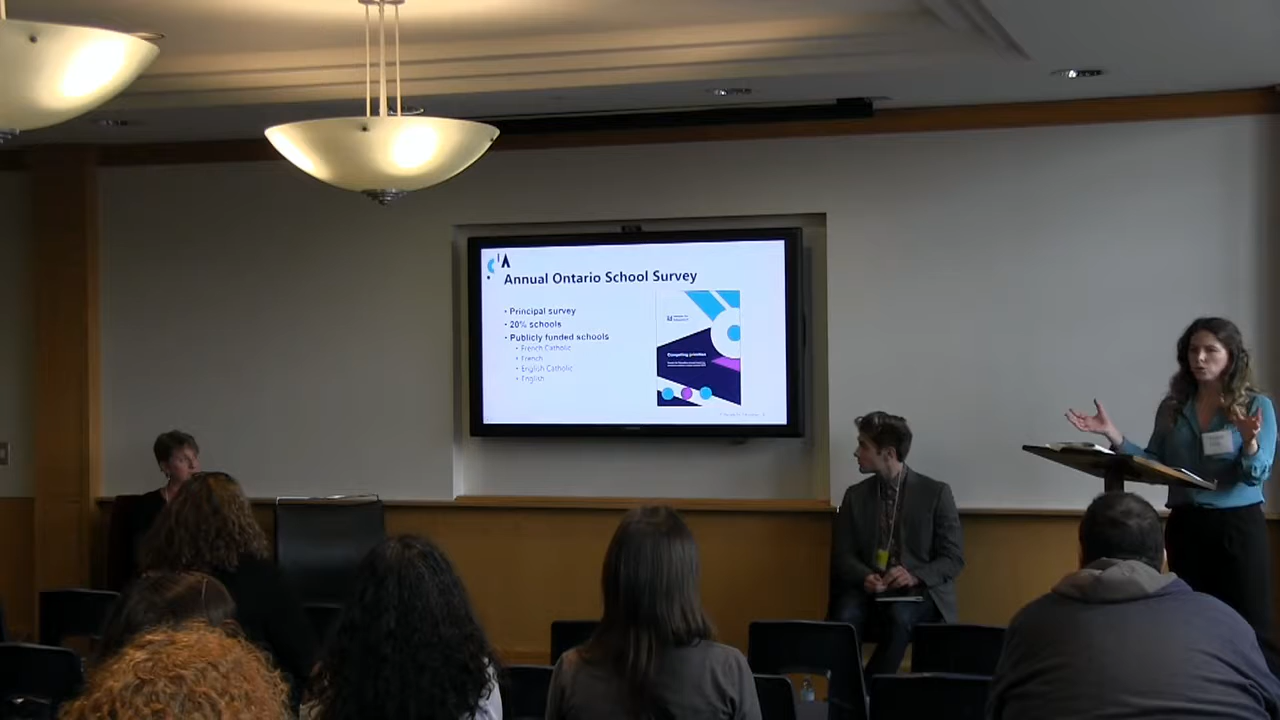 Annual Ontario School Survey
• Principal survey
• 20% schools
• Publicly funded schools
• French Catholic
• French
• English Catholic
• English
Competing priorities